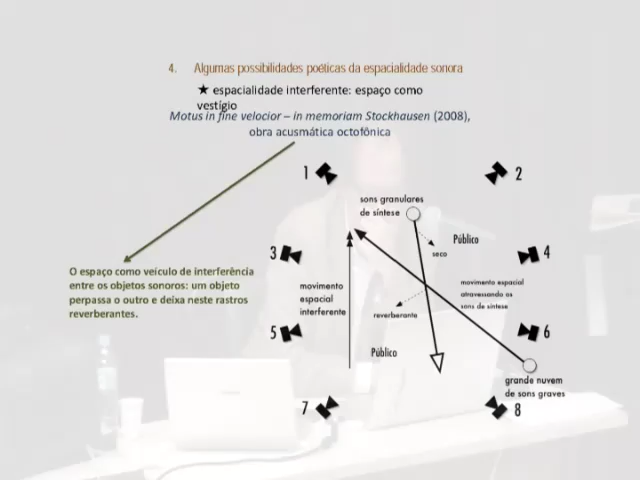 4. Algumas possibilidades poéticas da espacialidade sonora
★ espacialidade interferente: espaço como
vestígio
Motus in fine velocior – in memoriam Stockhausen (2008),
obra acusmática octofônica
1
2
sons granulares
de síntese
Público
seco
3
4
O espaço como veículo de interferência
entre os objetos sonoros: um objeto
perpassa o outro e deixa neste rastros
reverberantes.
movimento
espacial
interferente
movimento espacial
atravessando os
sons de síntese
reverberante
5
6
Público
grande nuvem
de sons graves
7
8